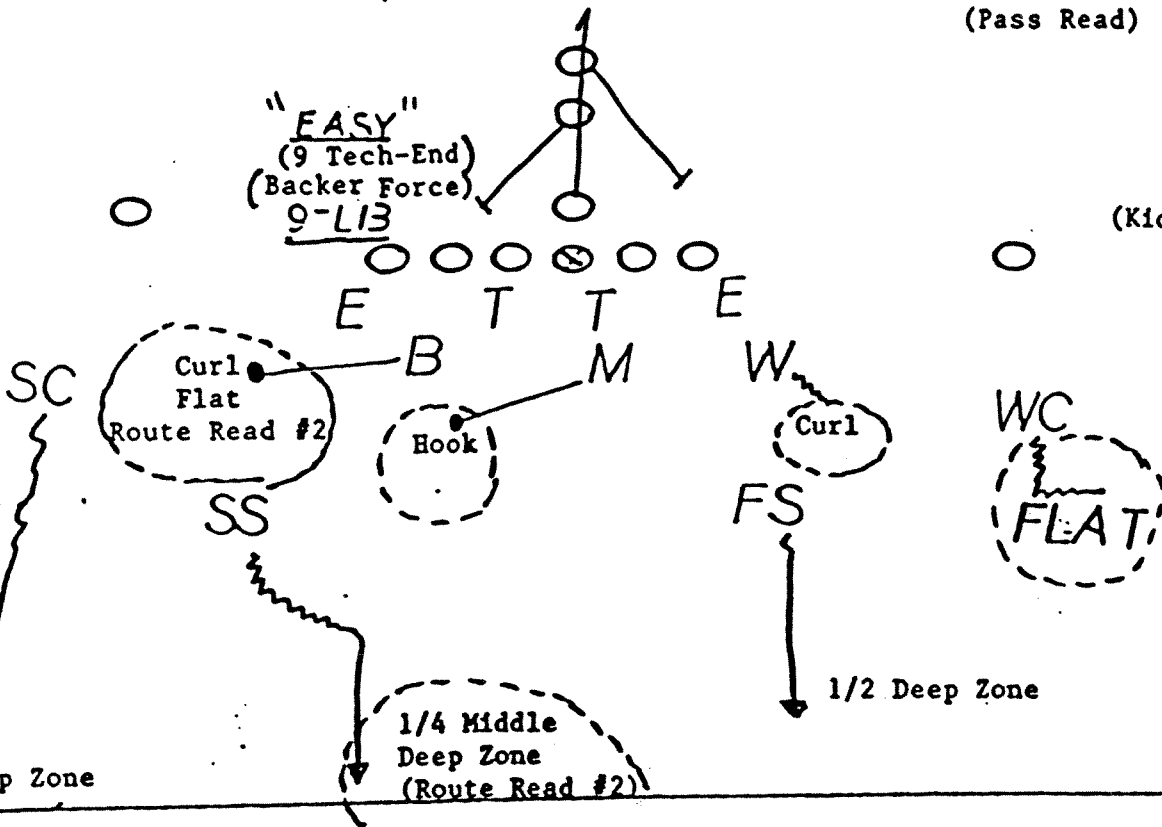 (Pass Read)
"EASY"
(9 Tech-End)
(Backer Force)
9-LIB
(Kic
E T T E
B M W
SC
WC
Curl
Flat
Route Read #2
Hook
Curl
SS
FS
FLAT
1/2 Deep Zone
1/4 Middle
Deep Zone
(Route Read #2)
p Zone